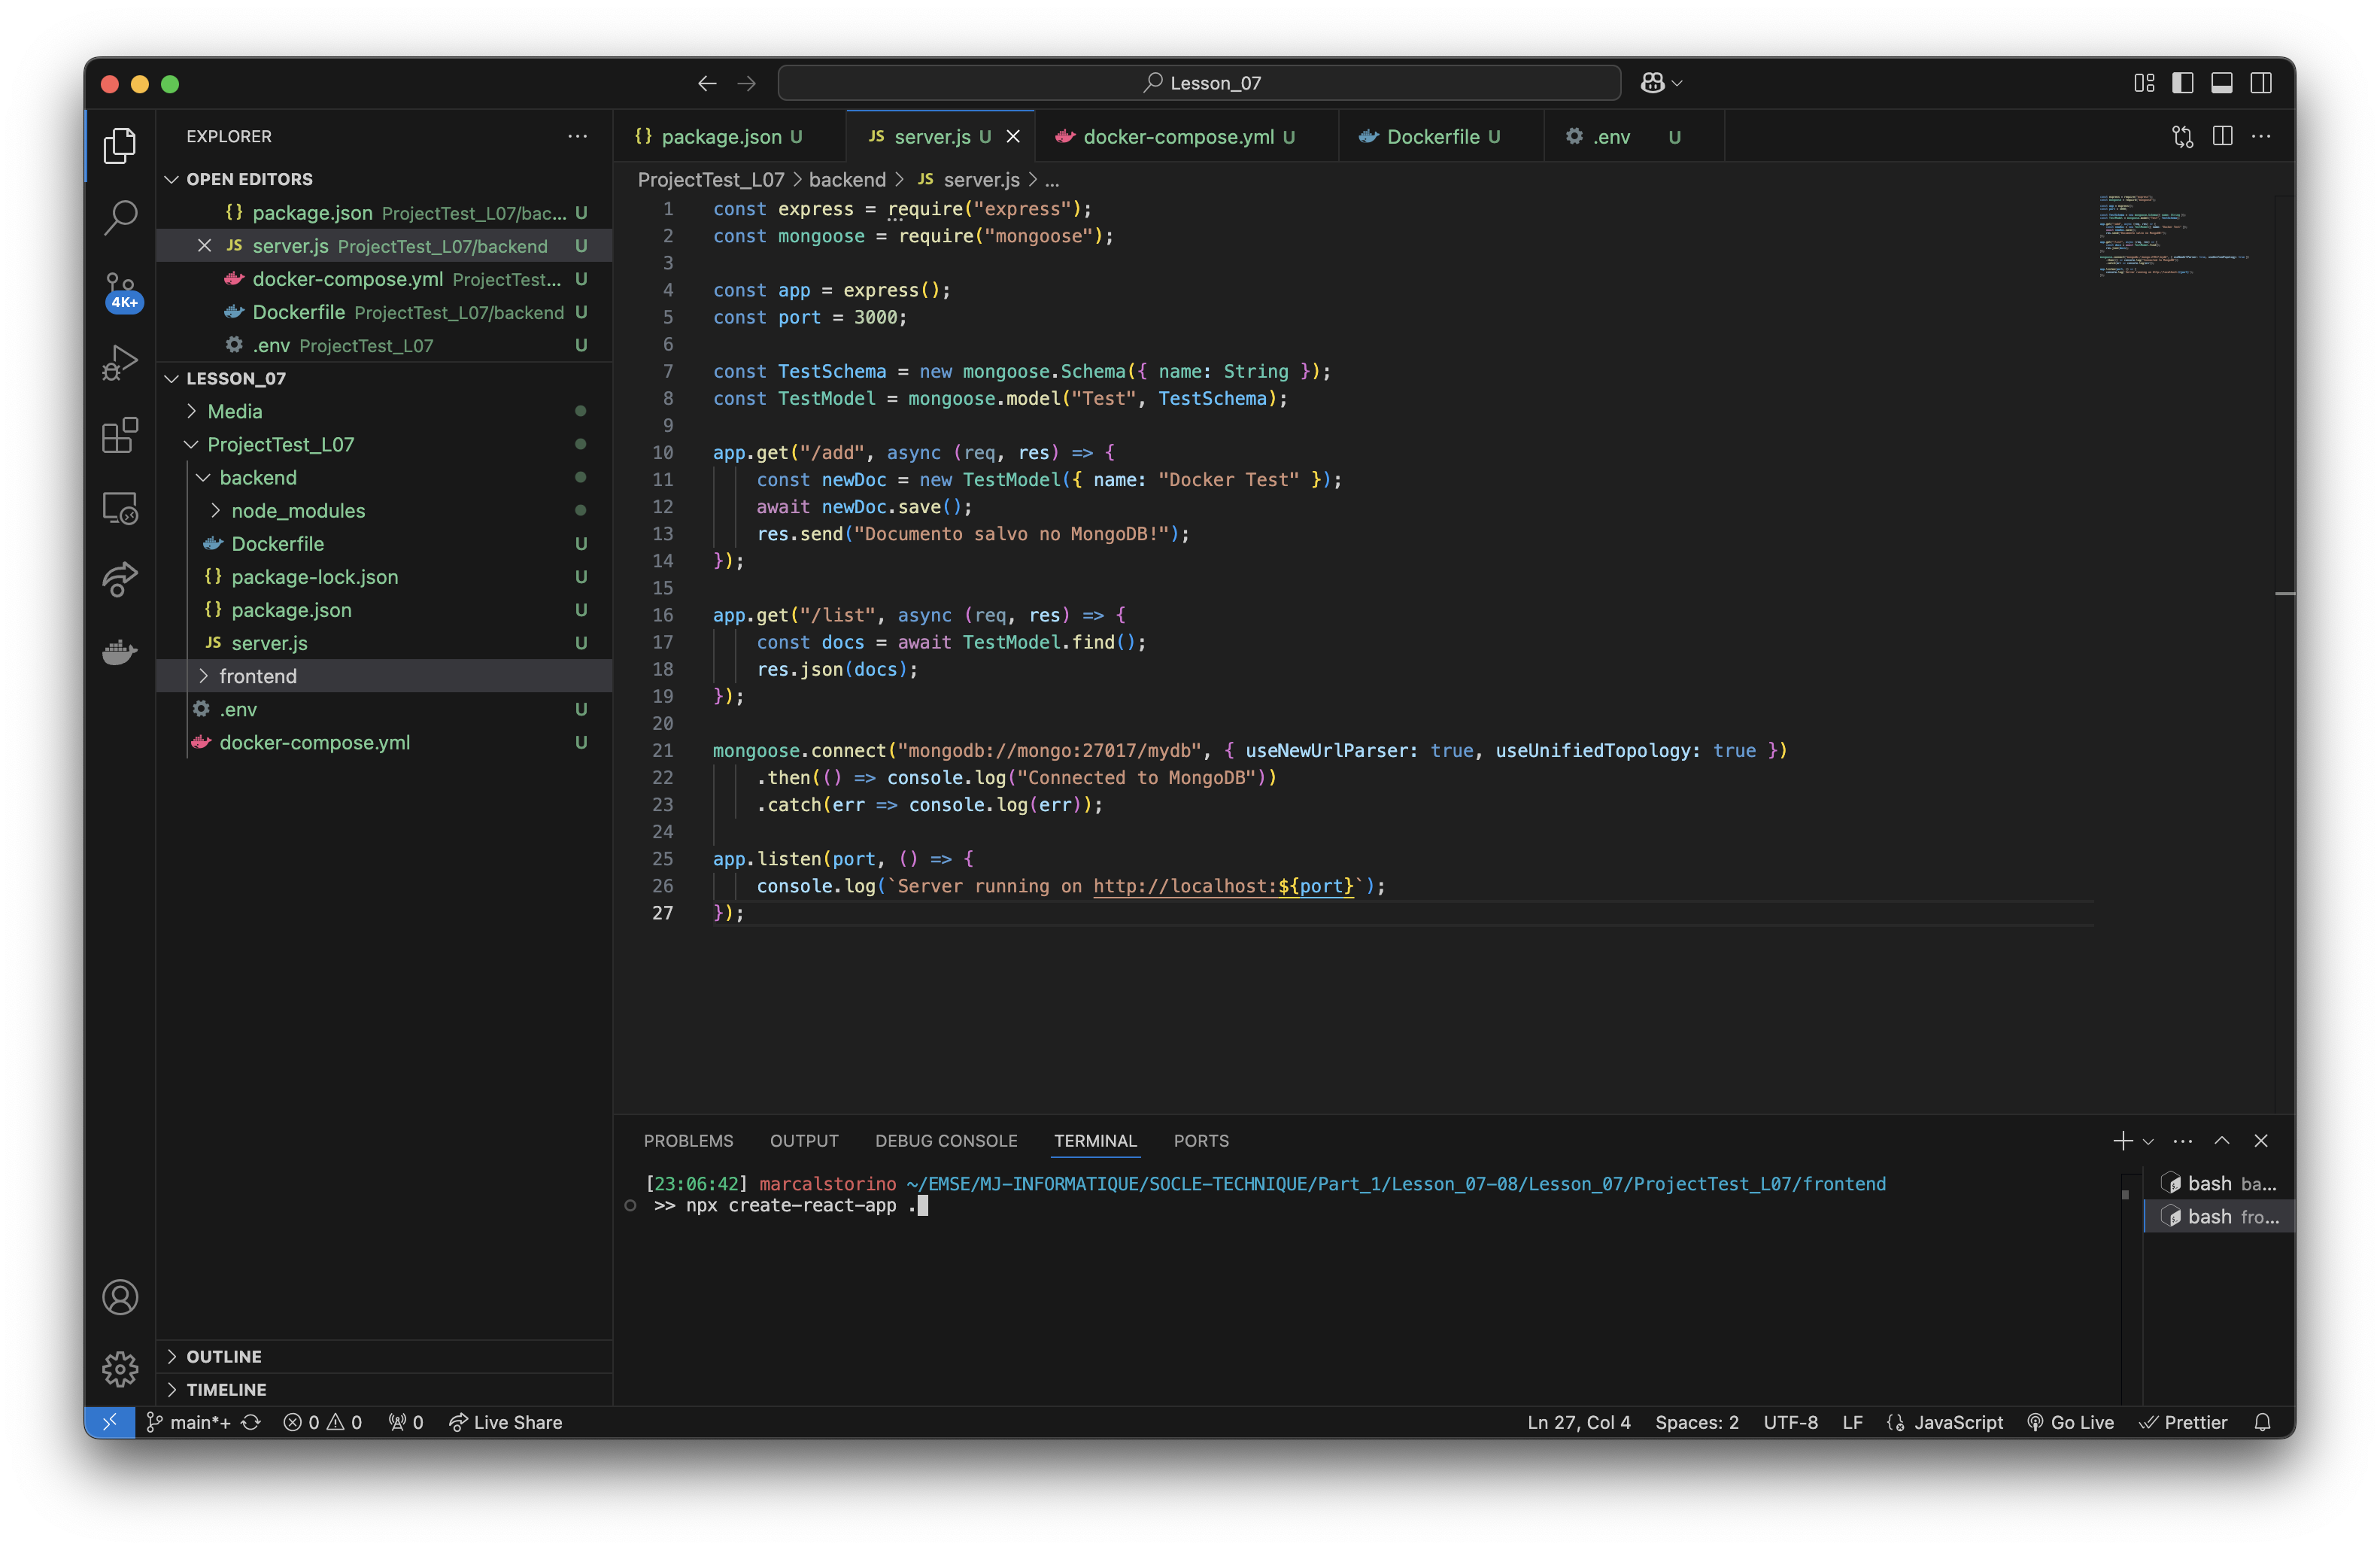 Lesson_07
EXPLORER
OPEN EDITORS
{} package.json ProjectTest_L07/bac... U
JS server.js ProjectTest_L07/backend U
docker-compose.yml ProjectTest... U
Dockerfile ProjectTest_L07/backend U
.env ProjectTest_L07 U
LESSON_07
Media
ProjectTest_L07
backend
node_modules
Dockerfile U
{} package-lock.json U
{} package.json U
JS server.js U
frontend
.env U
docker-compose.yml U
OUTLINE
TIMELINE
4K+
{} package.json U
JS server.js U
docker-compose.yml U
Dockerfile U
.env U
ProjectTest_L07 > backend > JS server.js > ...
1 const express = require("express");
2 const mongoose = require("mongoose");
3
4 const app = express();
5 const port = 3000;
6
7 const TestSchema = new mongoose.Schema({ name: String });
8 const TestModel = mongoose.model("Test", TestSchema);
9
10 app.get("/add", async (req, res) => {
11 const newDoc = new TestModel({ name: "Docker Test" });
12 await newDoc.save();
13 res.send("Documento salvo no MongoDB!");
14 });
15
16 app.get("/list", async (req, res) => {
17 const docs = await TestModel.find();
18 res.json(docs);
19 });
20
21 mongoose.connect("mongodb://mongo:27017/mydb", { useNewUrlParser: true, useUnifiedTopology: true })
22 .then(() => console.log("Connected to MongoDB"))
23 .catch(err => console.log(err));
24
25 app.listen(port, () => {
26 console.log(`Server running on http://localhost:${port}`);
27 });
PROBLEMS OUTPUT DEBUG CONSOLE TERMINAL PORTS
[23:06:42] marcalstorino ~/EMSE/MJ-INFORMATIQUE/SOCLE-TECHNIQUE/Part_1/Lesson_07-08/Lesson_07/ProjectTest_L07/frontend
>> npx create-react-app .
bash ba...
bash fro...
main*+ 0 0 0 Live Share Ln 27, Col 4 Spaces: 2 UTF-8 LF JavaScript Go Live Prettier